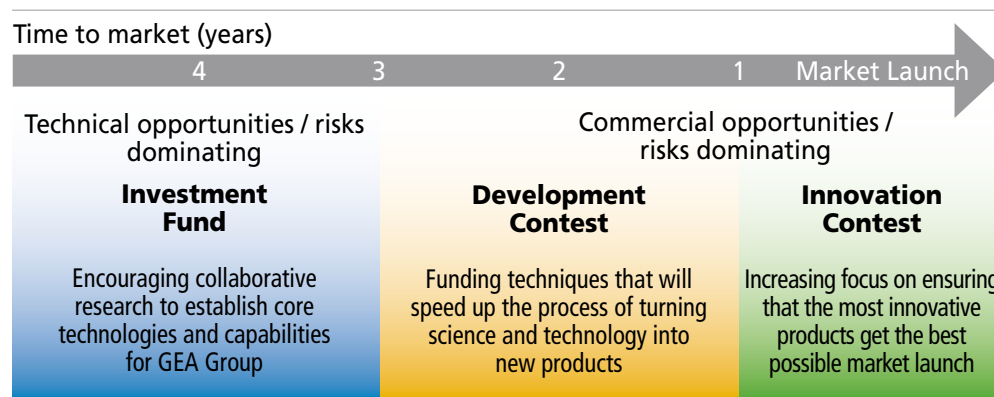 Time to market (years)
4 3 2 1 Market Launch
Technical opportunities / risks
dominating
Commercial opportunities /
risks dominating
Investment
Fund
Encouraging collaborative
research to establish core
technologies and capabilities
for GEA Group
Development
Contest
Funding techniques that will
speed up the process of turning
science and technology into
new products
Innovation
Contest
Increasing focus on ensuring
that the most innovative
products get the best
possible market launch